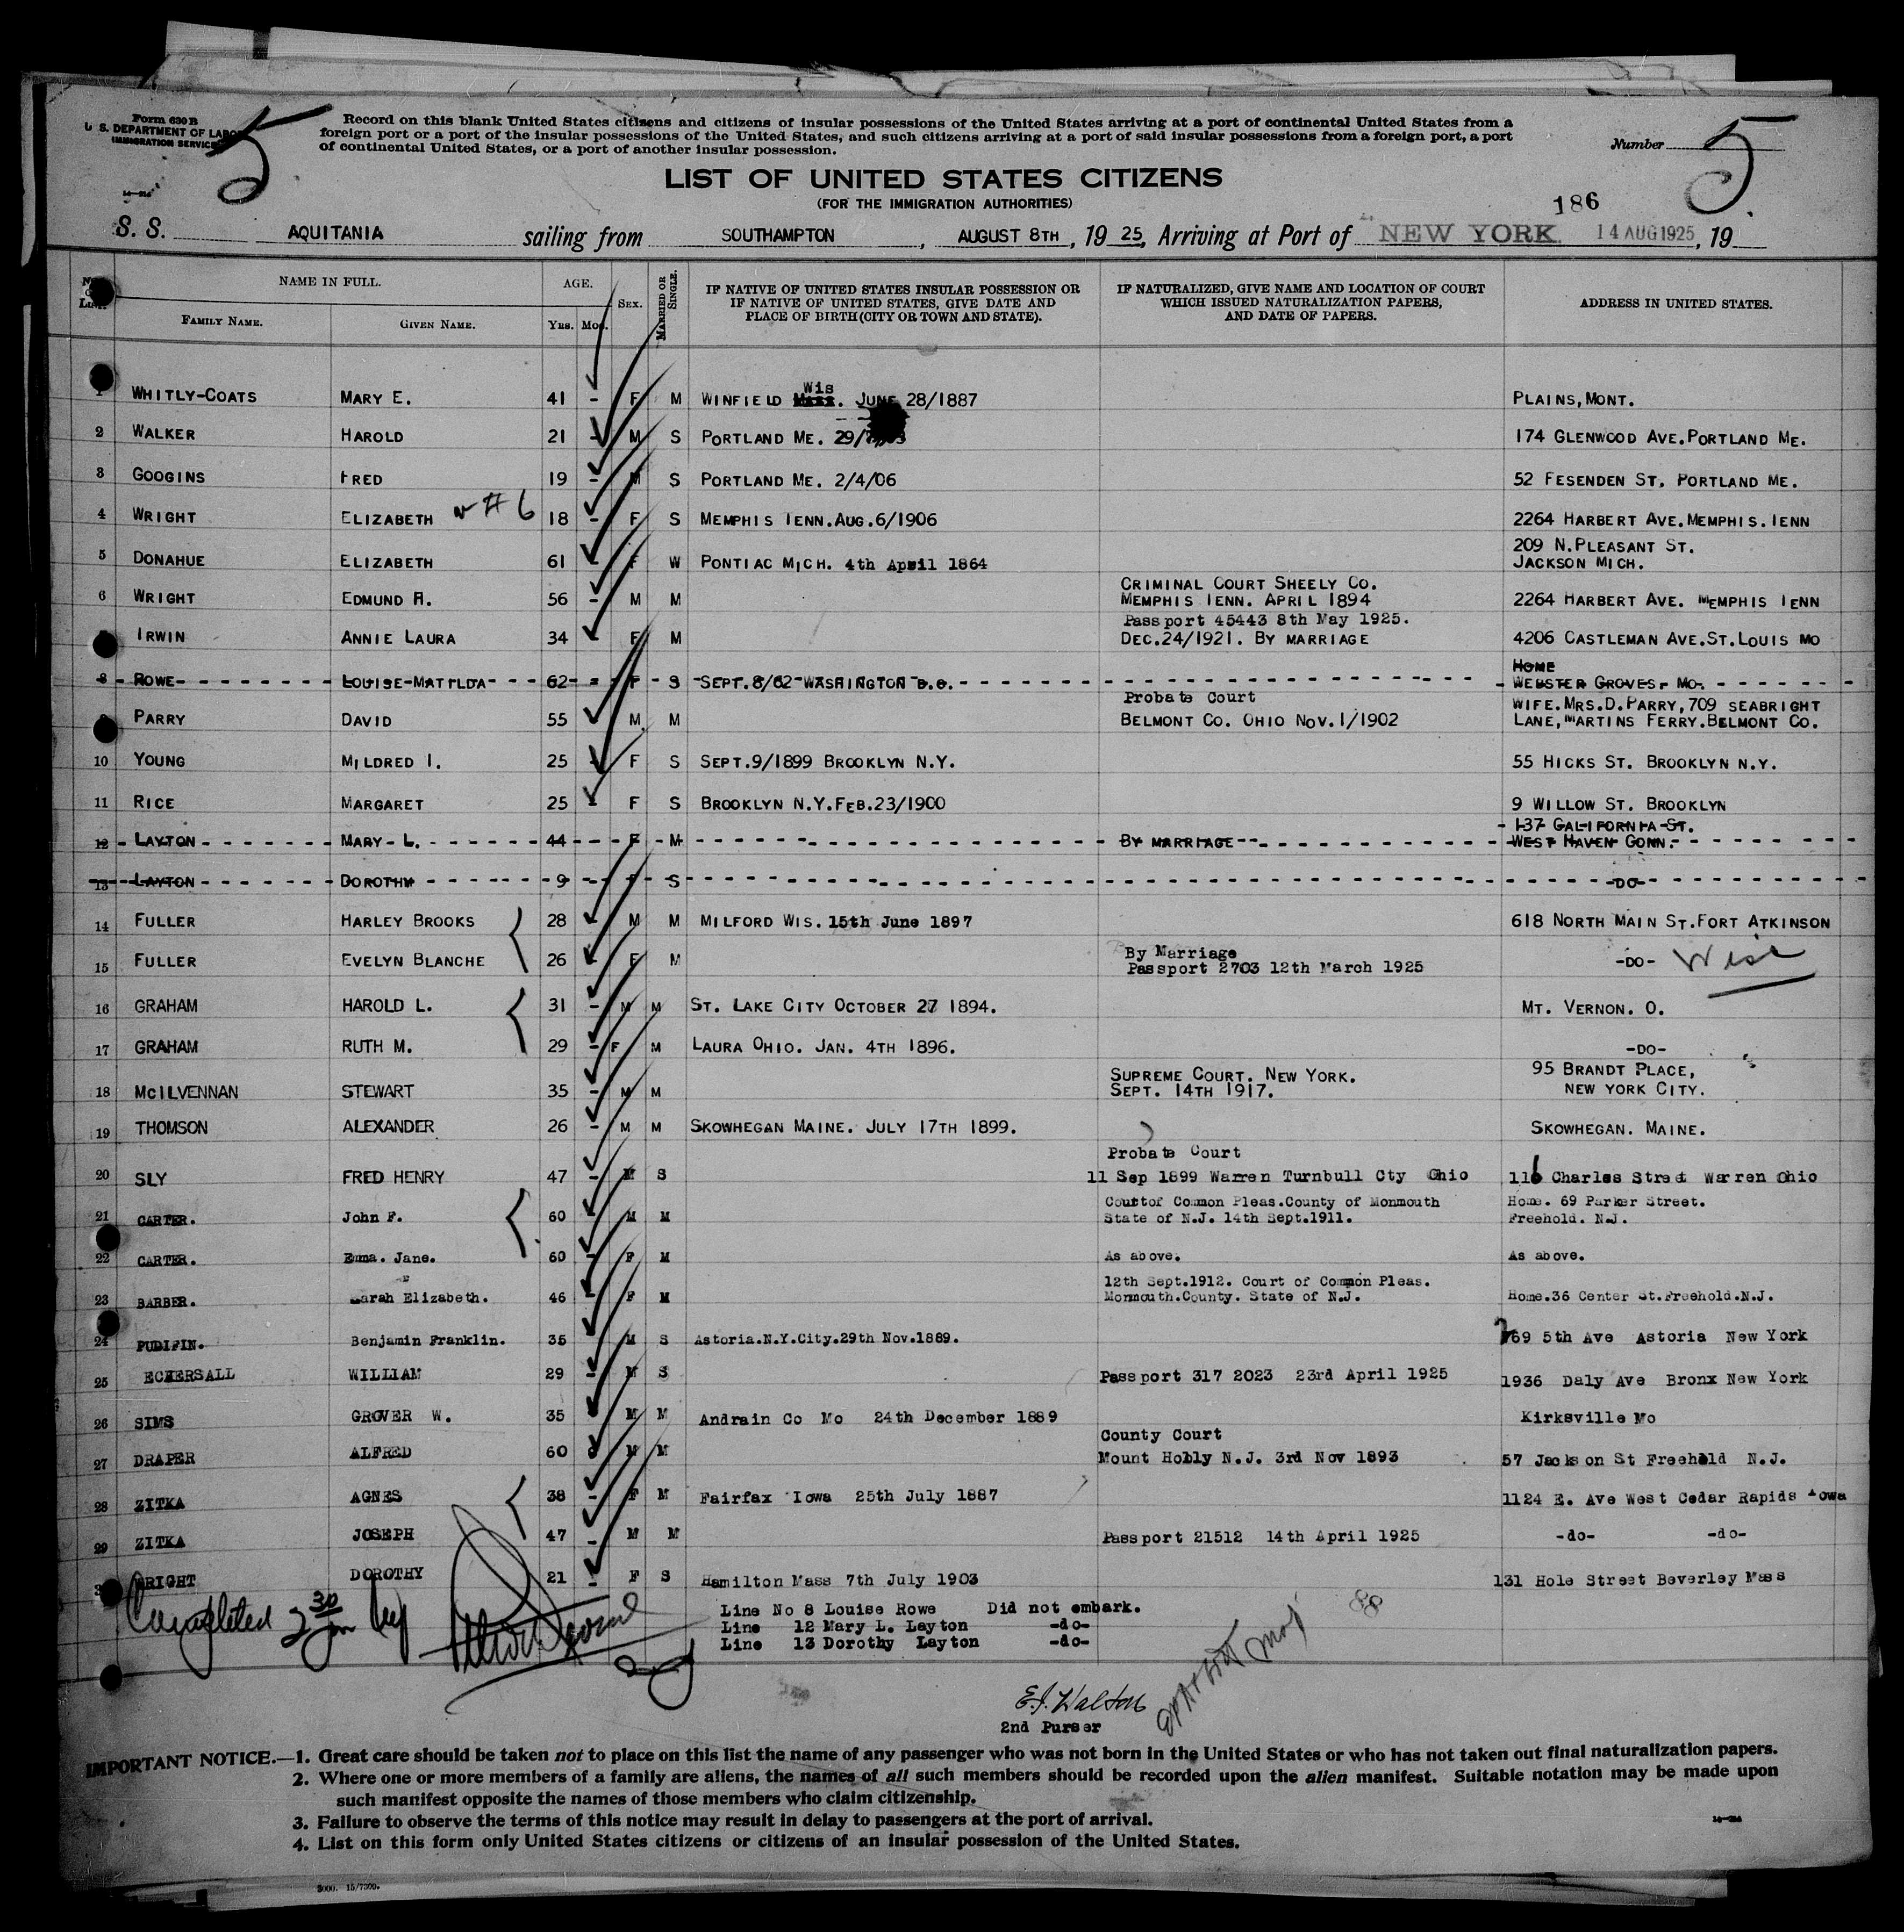 Form 630 B
U. S. DEPARTMENT OF LABOR
IMMIGRATION SERVICE
5
Record on this blank United States citizens and citizens of insular possessions of the United States arriving at a port of continental United States from a
foreign port or a port of the insular possessions of the United States, and such citizens arriving at a port of said insular possessions from a foreign port, a port
of continental United States, or a port of another insular possession.
Number 5
LIST OF UNITED STATES CITIZENS
(FOR THE IMMIGRATION AUTHORITIES)
186
S. S. AQUITANIA sailing from SOUTHAMPTON, AUGUST 8TH, 19 25, Arriving at Port of NEW YORK. 14 AUG 1925, 19
NAME IN FULL. AGE. SEX. MARRIED OR SINGLE.
FAMILY NAME. GIVEN NAME. YRS. MOS.
IF NATIVE OF UNITED STATES INSULAR POSSESSION OR
IF NATIVE OF UNITED STATES, GIVE DATE AND
PLACE OF BIRTH (CITY OR TOWN AND STATE).
IF NATURALIZED, GIVE NAME AND LOCATION OF COURT
WHICH ISSUED NATURALIZATION PAPERS,
AND DATE OF PAPERS.
ADDRESS IN UNITED STATES.
Wis
1 WHITLY-COATS MARY E. 41 - F M WINFIELD Mass. JUNE 28/1887 PLAINS, MONT.
2 WALKER HAROLD 21 - M S PORTLAND ME. 29/ 174 GLENWOOD AVE. PORTLAND ME.
3 GOOGINS FRED 19 - M S PORTLAND ME. 2/4/06 52 FESENDEN ST. PORTLAND ME.
4 WRIGHT ELIZABETH # 6 18 - F S MEMPHIS TENN. AUG. 6/1906 2264 HARBERT AVE. MEMPHIS. TENN
209 N. PLEASANT ST.
5 DONAHUE ELIZABETH 61 F W PONTIAC MICH. 4th April 1864 JACKSON MICH.
CRIMINAL COURT SHEELY CO.
6 WRIGHT EDMUND A. 56 - M M MEMPHIS TENN. APRIL 1894 2264 HARBERT AVE. MEMPHIS TENN
Passport 45443 8th May 1925.
IRWIN ANNIE LAURA 34 F M DEC. 24/1921. BY MARRIAGE 4206 CASTLEMAN AVE. ST. LOUIS MO
HOME
8 ROWE LOUISE MATILDA 62 - F S SEPT. 8/62 WASHINGTON D.C. WEBSTER GROVES. MO.
Probate Court WIFE. MRS. D. PARRY, 709 SEABRIGHT
PARRY DAVID 55 M M BELMONT CO. OHIO NOV. 1/1902 LANE, MARTINS FERRY. BELMONT CO.
10 YOUNG MILDRED I. 25 F S SEPT. 9/1899 BROOKLYN N.Y. 55 HICKS ST. BROOKLYN N.Y.
11 RICE MARGARET 25 - F S BROOKLYN N.Y. FEB. 23/1900 9 WILLOW ST. BROOKLYN
137 CALIFORNIA ST.
12 LAYTON MARY L. 44 F M BY MARRIAGE WEST HAVEN CONN.
13 LAYTON DOROTHY 9 - F S -DO-
14 FULLER HARLEY BROOKS 28 - M M MILFORD WIS. 15th June 1897 618 NORTH MAIN ST. FORT ATKINSON
By Marriage
15 FULLER EVELYN BLANCHE 26 - F M Passport 2703 12th March 1925 -DO- Wis
16 GRAHAM HAROLD L. 31 - M M ST. LAKE CITY OCTOBER 27 1894. MT. VERNON. O.
17 GRAHAM RUTH M. 29 - F M LAURA OHIO. JAN. 4TH 1896. -DO-
SUPREME COURT. NEW YORK. 95 BRANDT PLACE,
18 McILVENNAN STEWART 35 - M M SEPT. 14TH 1917. NEW YORK CITY.
19 THOMSON ALEXANDER 26 - M M SKOWHEGAN MAINE. JULY 17TH 1899. SKOWHEGAN. MAINE.
Probate Court
20 SLY FRED HENRY 47 - M S 11 Sep 1899 Warren Turnbull Cty Ohio 116 Charles Street Warren Ohio
Court of Common Pleas. County of Monmouth Home. 69 Parker Street.
21 CARTER. John F. 60 M M State of N.J. 14th Sept. 1911. Freehold. N.J.
22 CARTER. Emma. Jane. 60 - F M As above. As above.
12th Sept. 1912. Court of Common Pleas.
23 BARBER. Sarah Elizabeth. 46 F M Monmouth. County. State of N.J. Home. 36 Center St. Freehold. N.J.
24 PUDIFIN. Benjamin Franklin. 35 M S Astoria. N.Y. City. 29th Nov. 1889. 769 5th Ave Astoria New York
25 ECKERSALL WILLIAM 29 - M S Passport 317 2023 23rd April 1925 1936 Daly Ave Bronx New York
26 SIMS GROVER W. 35 M M Andrain Co Mo 24th December 1889 Kirksville Mo
County Court
27 DRAPER ALFRED 60 M M Mount Holly N.J. 3rd Nov 1893 57 Jackson St Freehold N.J.
28 ZITKA AGNES 38 - F M Fairfax Iowa 25th July 1887 1124 E. Ave West Cedar Rapids Iowa
29 ZITKA JOSEPH 47 - M M Passport 21512 14th April 1925 -do- -do-
WRIGHT DOROTHY 21 - F S Hamilton Mass 7th July 1903 131 Hole Street Beverley Mass
Completed 2 30 pm by
Line No 8 Louise Rowe Did not embark.
Line 12 Mary L. Layton -do-
Line 13 Dorothy Layton -do-
E.J. Walton
2nd Purser
IMPORTANT NOTICE.—1. Great care should be taken not to place on this list the name of any passenger who was not born in the United States or who has not taken out final naturalization papers.
2. Where one or more members of a family are aliens, the names of all such members should be recorded upon the alien manifest. Suitable notation may be made upon
such manifest opposite the names of those members who claim citizenship.
3. Failure to observe the terms of this notice may result in delay to passengers at the port of arrival.
4. List on this form only United States citizens or citizens of an insular possession of the United States.
5000. 15/7300.